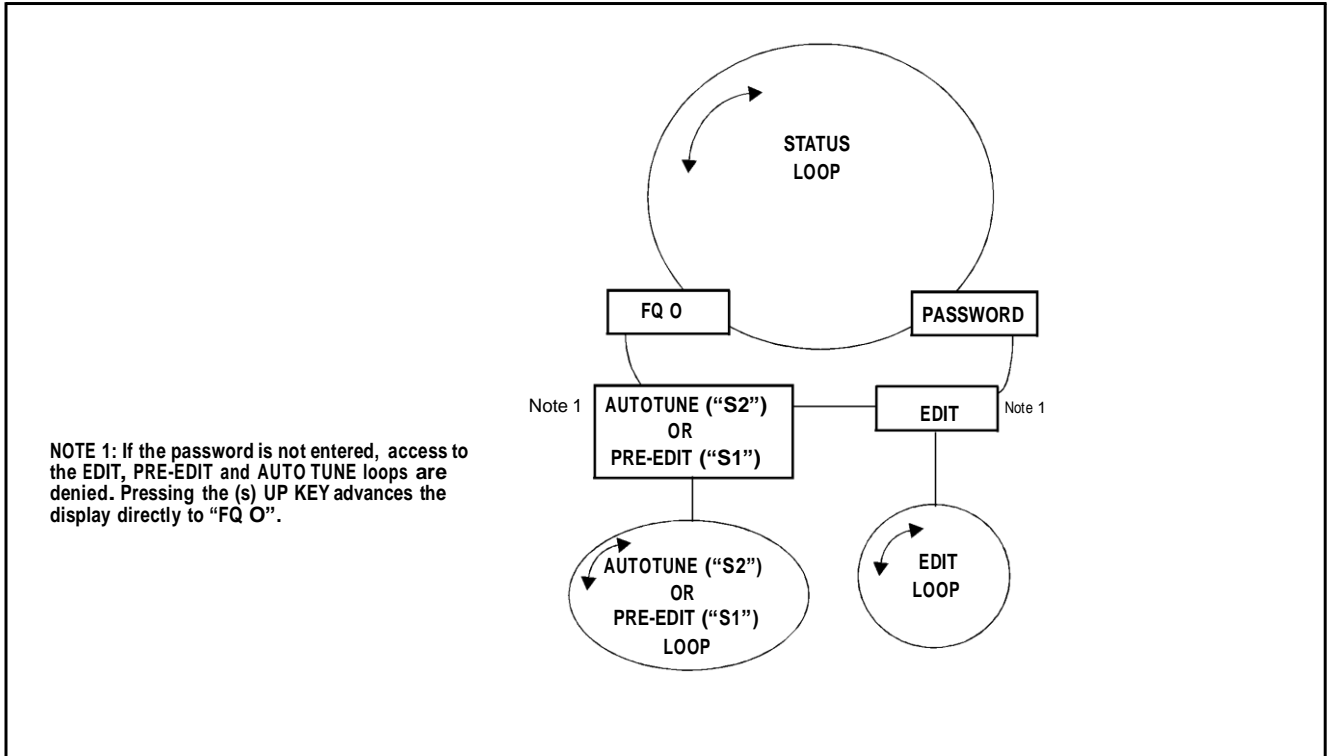 STATUS
LOOP
FQ O
PASSWORD
Note 1
AUTOTUNE ("S2")
OR
PRE-EDIT ("S1")
EDIT
Note 1
NOTE 1: If the password is not entered, access to
the EDIT, PRE-EDIT and AUTO TUNE loops are
denied. Pressing the (s) UP KEY advances the
display directly to “FQ O”.
AUTOTUNE ("S2")
OR
PRE-EDIT ("S1")
LOOP
EDIT
LOOP